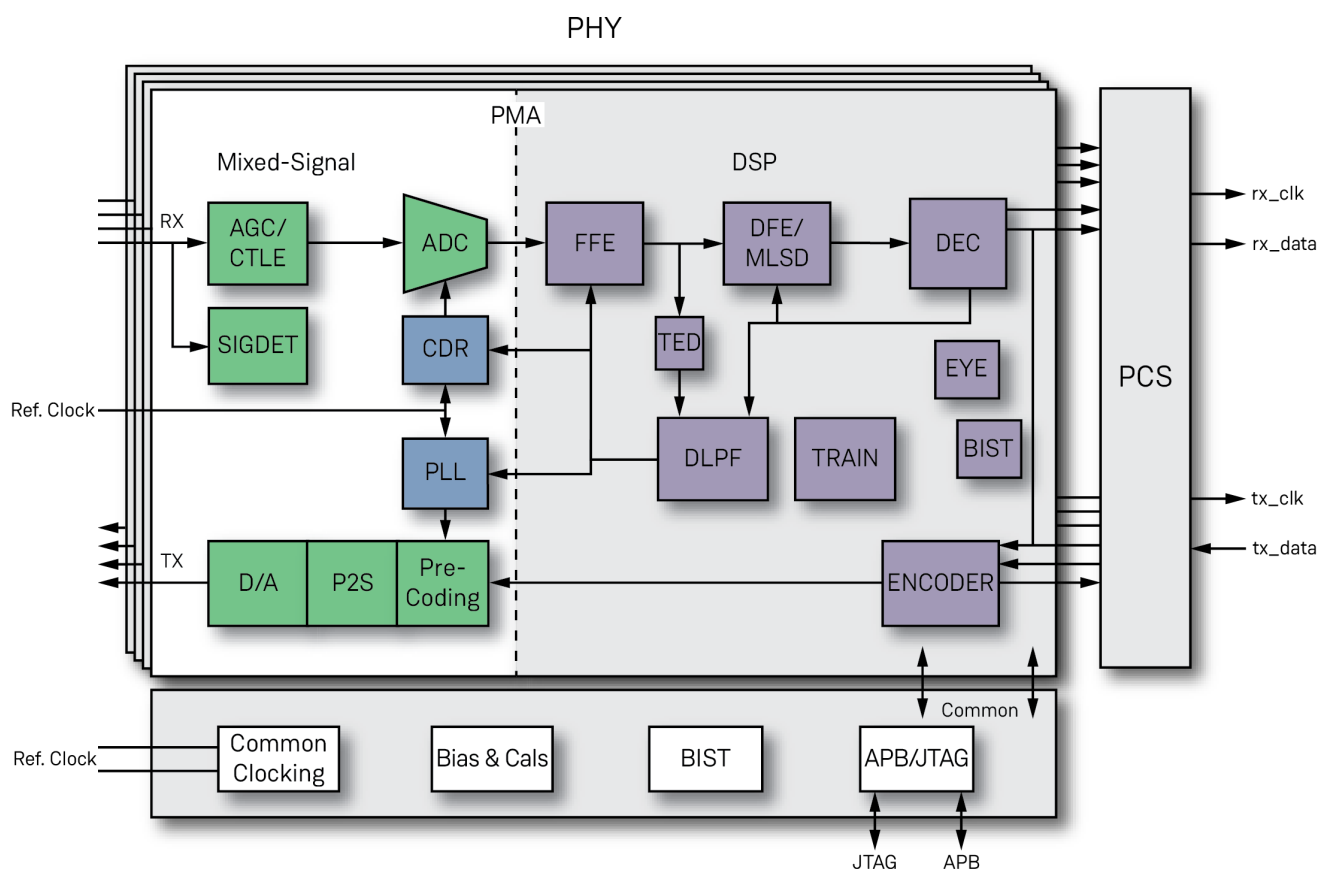 PHY
PMA
Mixed-Signal
DSP
RX
AGC/
CTLE
ADC
FFE
DFE/
MLSD
DEC
rx_clk
rx_data
SIGDET
CDR
TED
EYE
PCS
Ref. Clock
PLL
DLPF
TRAIN
BIST
tx_clk
tx_data
TX
D/A
P2S
Pre-
Coding
ENCODER
Common
Ref. Clock
Common
Clocking
Bias & Cals
BIST
APB/JTAG
JTAG
APB